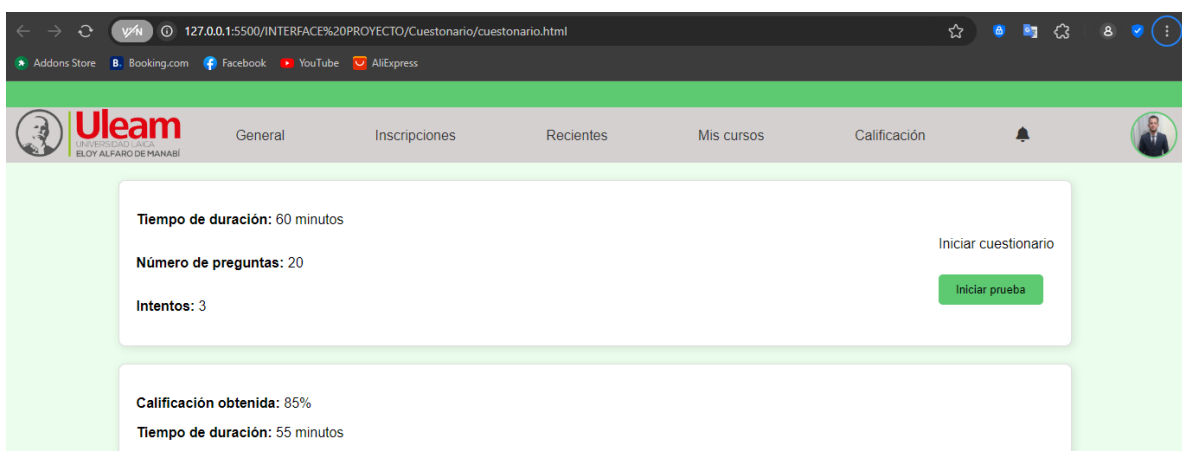 V/N 127.0.0.1:5500/INTERFACE%20PROYECTO/Cuestonario/cuestonario.html
Addons Store B. Booking.com Facebook YouTube AliExpress
Uleam
UNIVERSIDAD LAICA
ELOY ALFARO DE MANABÍ
General Inscripciones Recientes Mis cursos Calificación
Tiempo de duración: 60 minutos
Iniciar cuestionario
Número de preguntas: 20
Iniciar prueba
Intentos: 3
Calificación obtenida: 85%
Tiempo de duración: 55 minutos